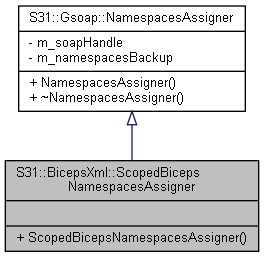 S31::Gsoap::NamespacesAssigner
- m_soapHandle
- m_namespacesBackup
+ NamespacesAssigner()
+ ~NamespacesAssigner()
S31::BicepsXml::ScopedBiceps
NamespacesAssigner
+ ScopedBicepsNamespacesAssigner()